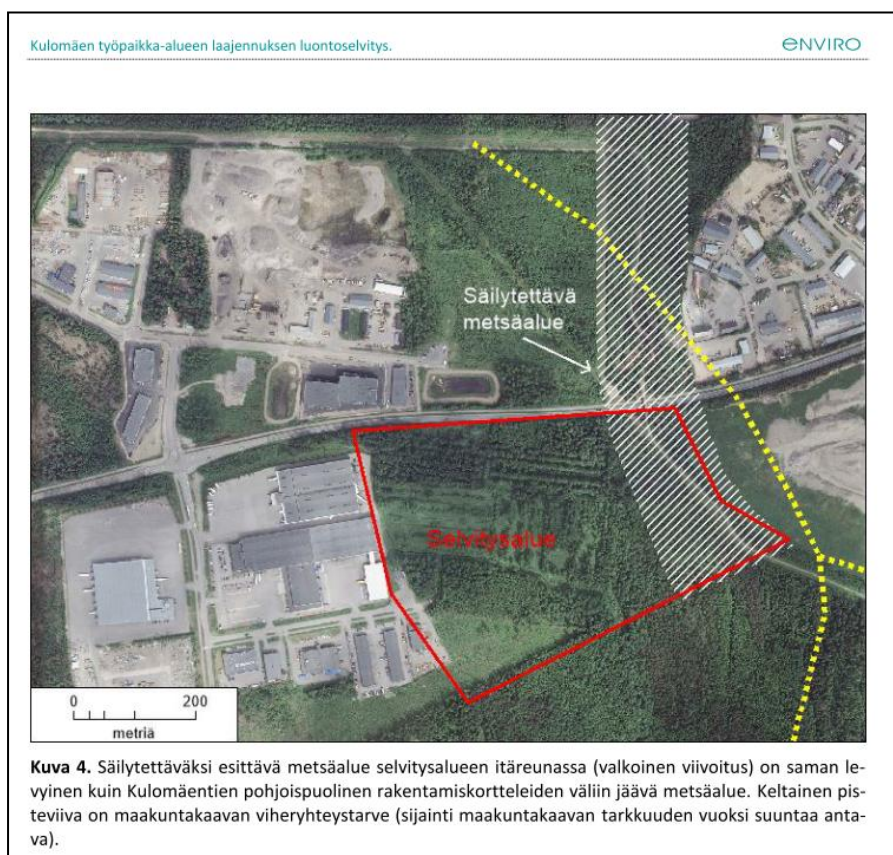 Kulomäen työpaikka-alueen laajennuksen luontoselvitys.
ENVIRO
Säilytettävä
metsäalue
Selvitysalue
0 200
metriä
Kuva 4. Säilytettäväksi esittävä metsäalue selvitysalueen itäreunassa (valkoinen viivoitus) on saman le-
vyinen kuin Kulomäentien pohjoispuolinen rakentamiskortteleiden väliin jäävä metsäalue. Keltainen pis-
teviiva on maakuntakaavan viheryhteystarve (sijainti maakuntakaavan tarkkuuden vuoksi suuntaa anta-
va).